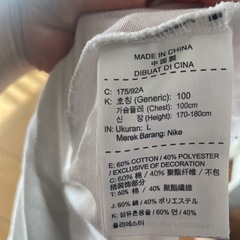 MADE IN CHINA
中国製
DIBUAT DI CINA
C: 175/92A
K: 호칭 (Generic): 100
가슴둘레 (Chest): 100cm
신 장 (Height): 170-180cm
IN: Ukuran: L
Merek Barang: Nike
E: 60% COTTON / 40% POLYESTER
/ EXCLUSIVE OF DECORATION
C: 60% 棉 / 40% 聚酯纤维 / 不包
括装饰部分
T: 60% 棉 / 40% 聚酯纖維
J: 60% 綿 / 40% ポリエステル
K: 섬유혼용율 / 60% 면 / 40%
폴리에스터